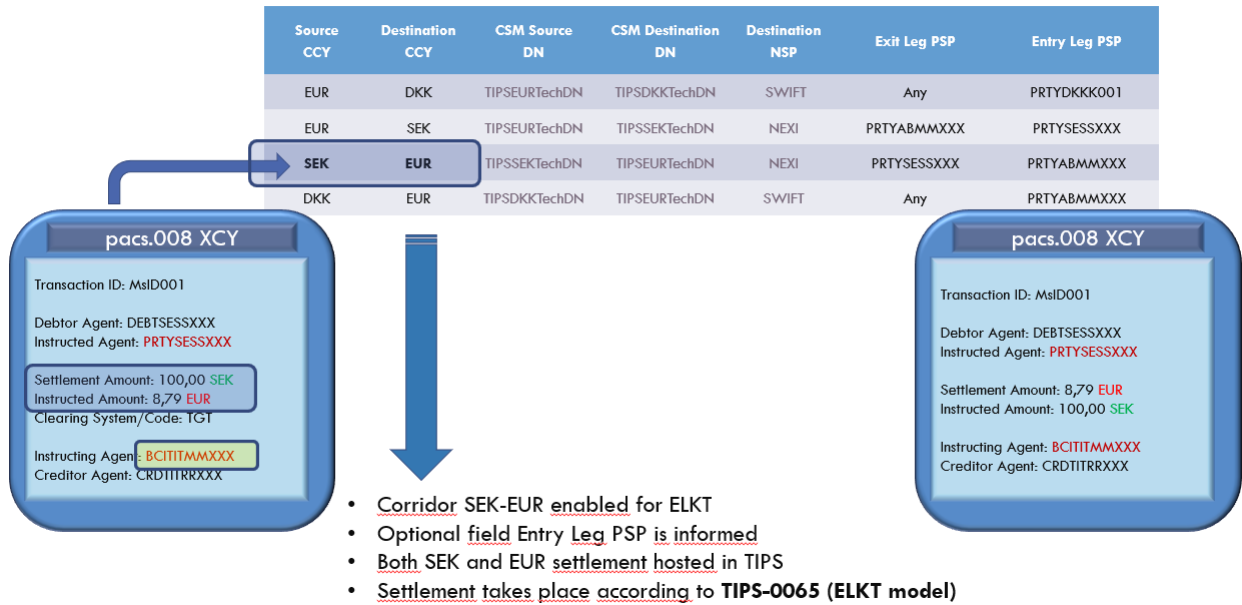 Source CCY Destination CCY CSM Source DN CSM Destination DN Destination NSP Exit Leg PSP Entry Leg PSP
EUR DKK TIPSEURTechDN TIPSDKKTechDN SWIFT Any PRTYDKKK001
EUR SEK TIPSEURTechDN TIPSSEKTechDN NEXI PRTYABMMXXX PRTYSESSXXX
SEK EUR TIPSSEKTechDN TIPSEURTechDN NEXI PRTYSESSXXX PRTYABMMXXX
DKK EUR TIPSDKKTechDN TIPSEURTechDN SWIFT Any PRTYABMMXXX
pacs.008 XCY
Transaction ID: MsID001
Debtor Agent: DEBTSESSXXX
Instructed Agent: PRTYSESSXXX
Settlement Amount: 100,00 SEK
Instructed Amount: 8,79 EUR
Clearing System/Code: TGT
Instructing Agent: BCITITMMXXX
Creditor Agent: CRDTITRRXXX
pacs.008 XCY
Transaction ID: MsID001
Debtor Agent: DEBTSESSXXX
Instructed Agent: PRTYSESSXXX
Settlement Amount: 8,79 EUR
Instructed Amount: 100,00 SEK
Instructing Agent: BCITITMMXXX
Creditor Agent: CRDTITRRXXX
• Corridor SEK-EUR enabled for ELKT
• Optional field Entry Leg PSP is informed
• Both SEK and EUR settlement hosted in TIPS
• Settlement takes place according to TIPS-0065 (ELKT model)